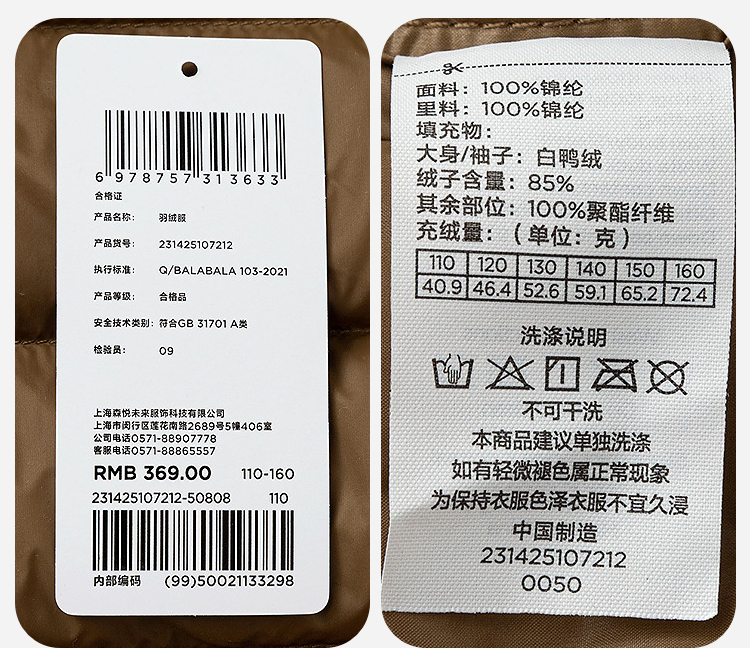 6 978757 313633
合格证
产品名称： 羽绒服
产品货号： 231425107212
执行标准： Q/BALABALA 103-2021
产品等级： 合格品
安全技术类别：符合GB 31701 A类
检验员： 09
上海森悦未来服饰科技有限公司
上海市闵行区莲花南路2689号5幢406室
公司电话0571-88907778
客服电话0571-88865557
RMB 369.00 110-160
231425107212-50808 110
内部编码 (99)50021133298
面料：100%锦纶
里料：100%锦纶
填充物：
大身/袖子：白鸭绒
绒子含量：85%
其余部位：100%聚酯纤维
充绒量：（单位：克）
110 120 130 140 150 160
40.9 46.4 52.6 59.1 65.2 72.4
洗涤说明
不可干洗
本商品建议单独洗涤
如有轻微褪色属正常现象
为保持衣服色泽衣服不宜久浸
中国制造
231425107212
0050